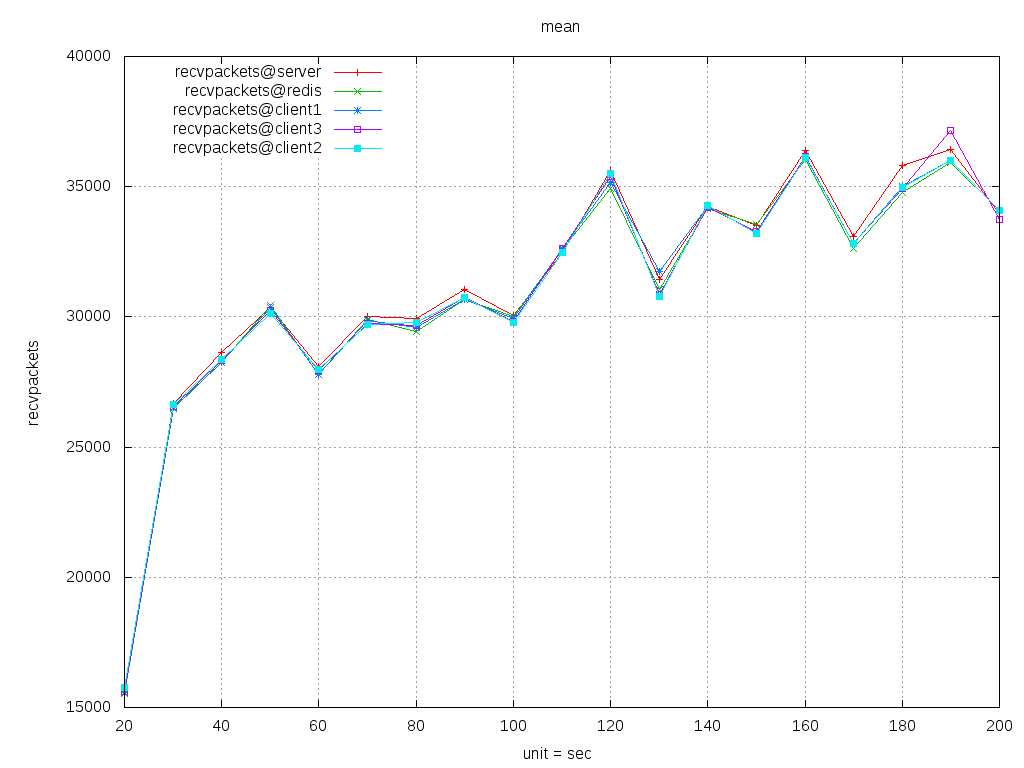 mean
40000
35000
30000
25000
20000
15000
recvpackets
recvpackets@server
recvpackets@redis
recvpackets@client1
recvpackets@client3
recvpackets@client2
20 40 60 80 100 120 140 160 180 200
unit = sec